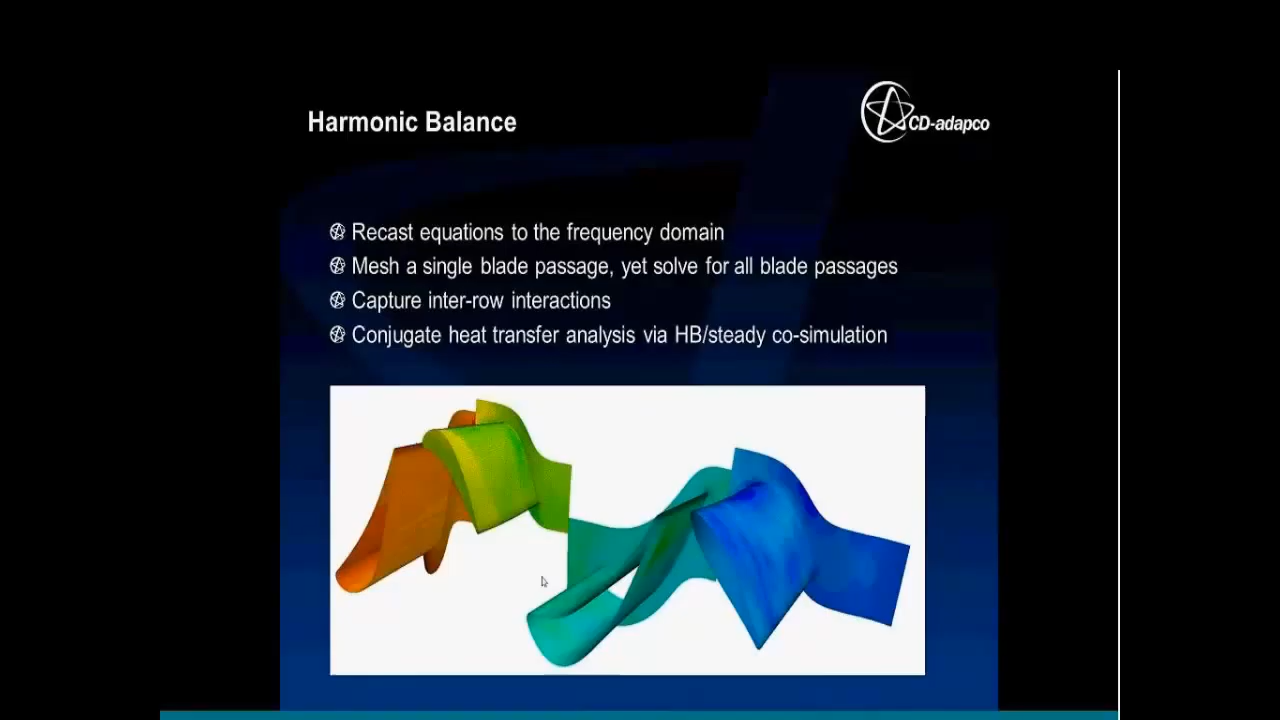 Harmonic Balance
CD-adapco
Recast equations to the frequency domain
Mesh a single blade passage, yet solve for all blade passages
Capture inter-row interactions
Conjugate heat transfer analysis via HB/steady co-simulation